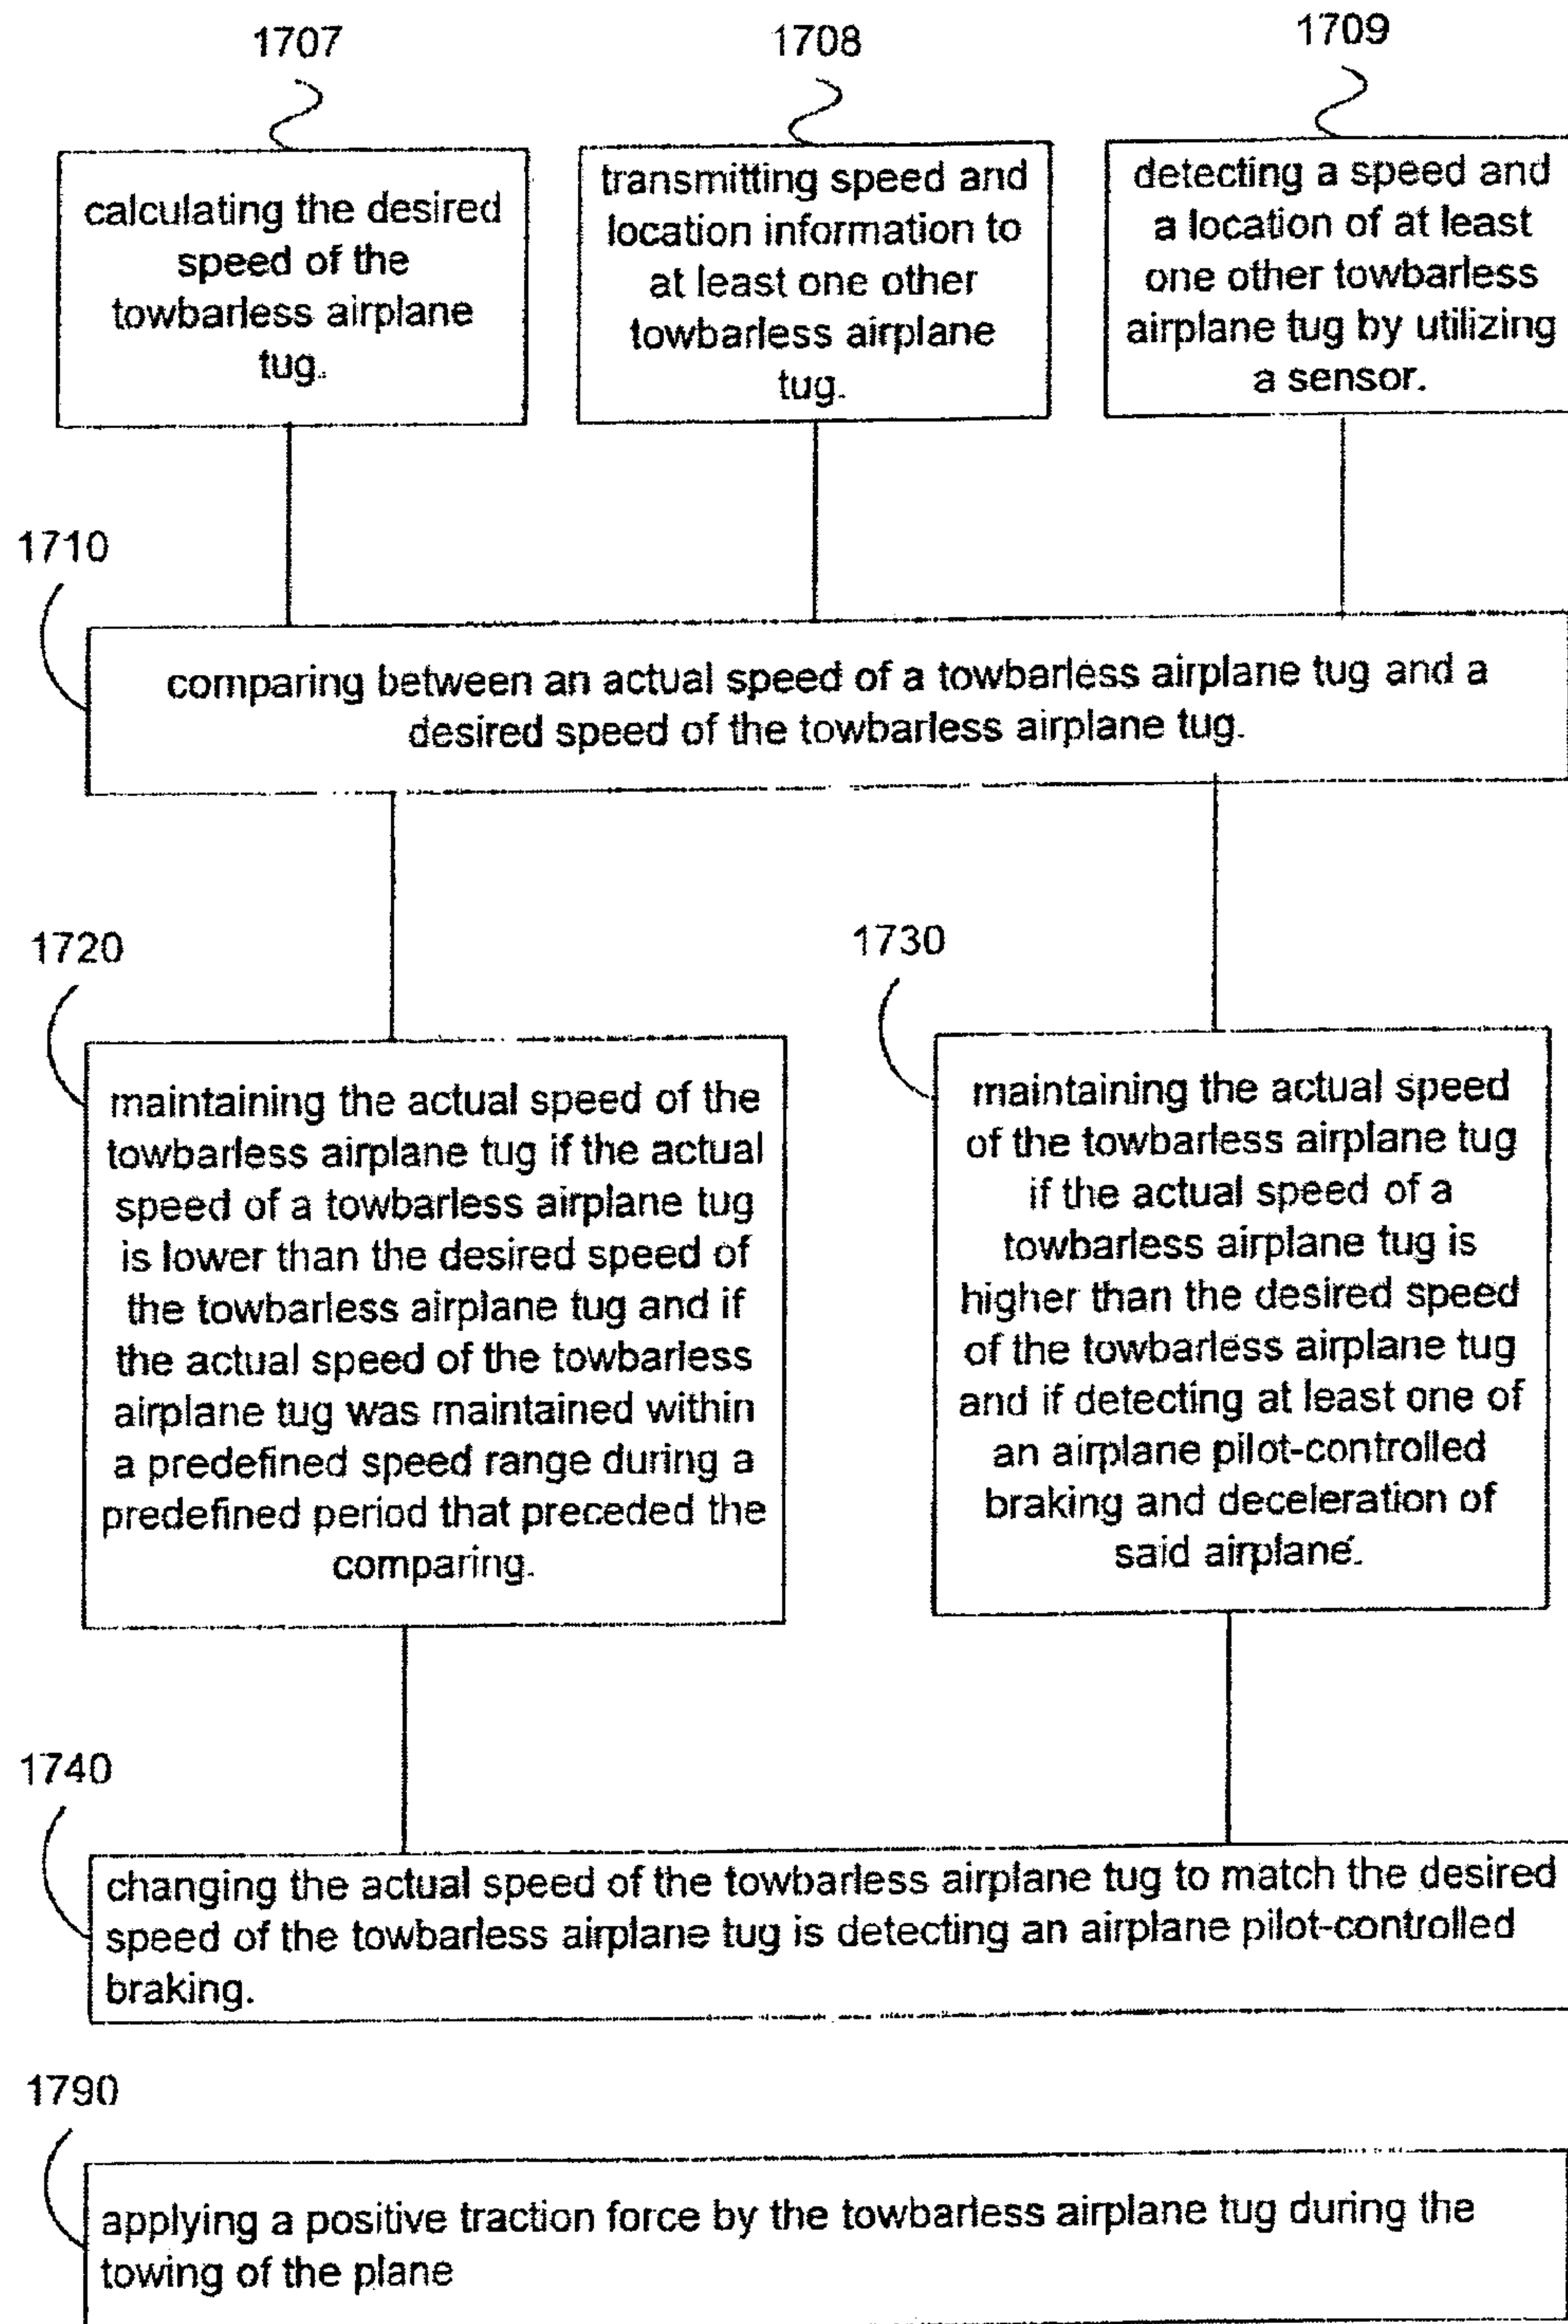 1707
1708
1709
calculating the desired
speed of the
towbarless airplane
tug.
transmitting speed and
location information to
at least one other
towbarless airplane
tug.
detecting a speed and
a location of at least
one other towbarless
airplane tug by utilizing
a sensor.
1710
comparing between an actual speed of a towbarless airplane tug and a
desired speed of the towbarless airplane tug.
1720
1730
maintaining the actual speed of the
towbarless airplane tug if the actual
speed of a towbarless airplane tug
is lower than the desired speed of
the towbarless airplane tug and if
the actual speed of the towbarless
airplane tug was maintained within
a predefined speed range during a
predefined period that preceded the
comparing.
maintaining the actual speed
of the towbarless airplane tug
if the actual speed of a
towbarless airplane tug is
higher than the desired speed
of the towbarless airplane tug
and if detecting at least one of
an airplane pilot-controlled
braking and deceleration of
said airplane.
1740
changing the actual speed of the towbarless airplane tug to match the desired
speed of the towbarless airplane tug is detecting an airplane pilot-controlled
braking.
1790
applying a positive traction force by the towbarless airplane tug during the
towing of the plane